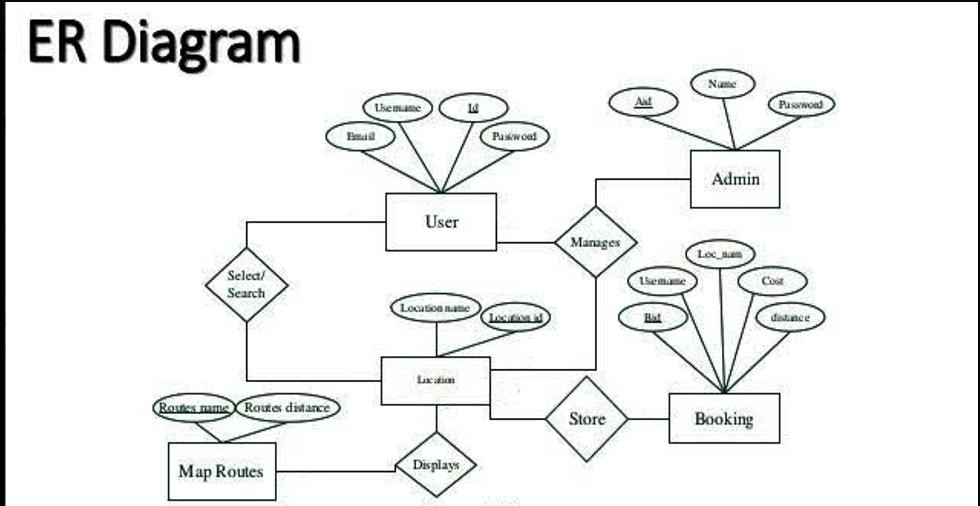 ER Diagram
Name
Aid
Password
Username
Id
Email
Password
Admin
User
Manages
Loc_nam
Select/
Search
Username
Cost
Location name
Location id
Bid
distance
Location
Routes name
Routes distance
Store
Booking
Map Routes
Displays